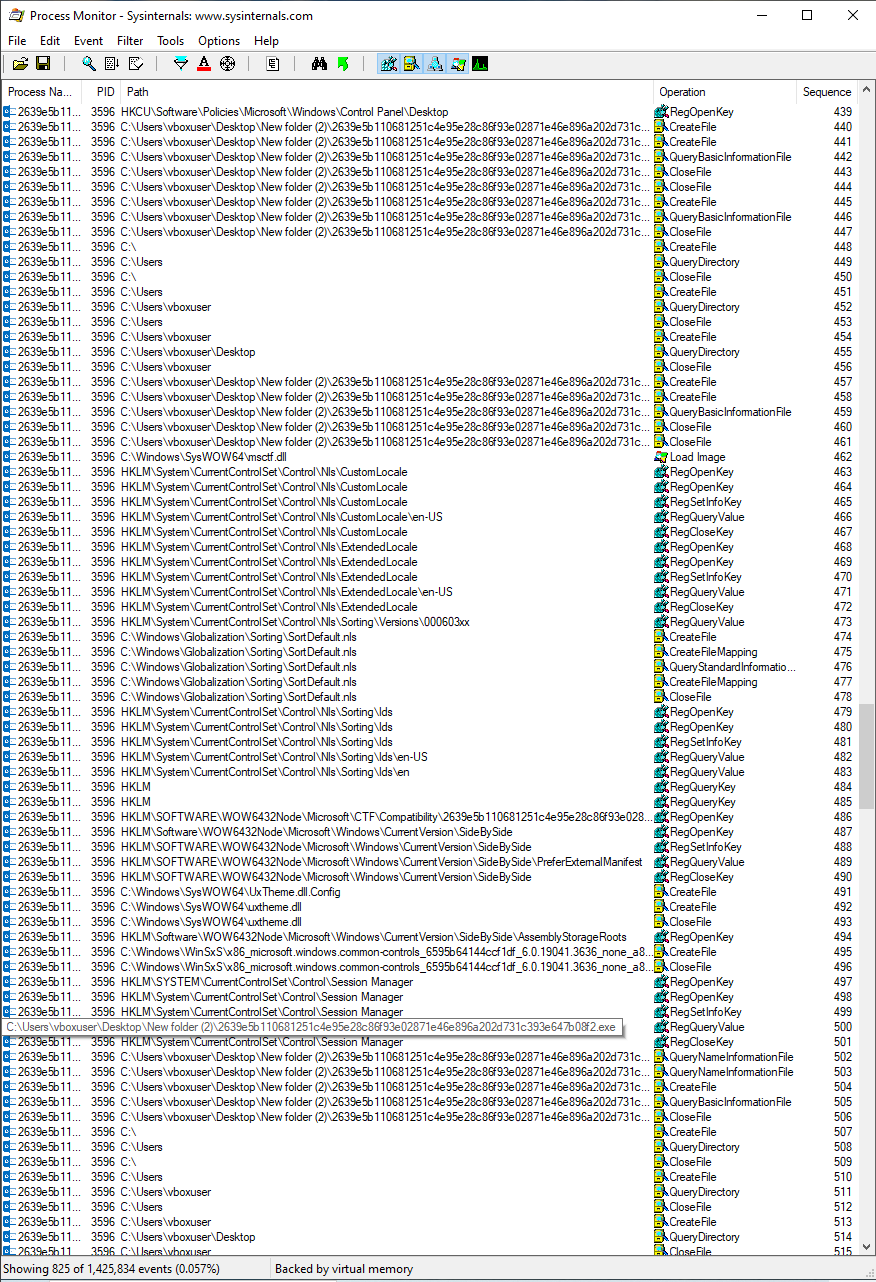 Process Monitor - Sysinternals: www.sysinternals.com
File Edit Event Filter Tools Options Help
Process Na... PID Path Operation Sequence
2639e5b11... 3596 HKCU\Software\Policies\Microsoft\Windows\Control Panel\Desktop RegOpenKey 439
2639e5b11... 3596 C:\Users\vboxuser\Desktop\New folder (2)\2639e5b110681251c4e95e28c86f93e02871e46e896a202d731c... CreateFile 440
2639e5b11... 3596 C:\Users\vboxuser\Desktop\New folder (2)\2639e5b110681251c4e95e28c86f93e02871e46e896a202d731c... CreateFile 441
2639e5b11... 3596 C:\Users\vboxuser\Desktop\New folder (2)\2639e5b110681251c4e95e28c86f93e02871e46e896a202d731c... QueryBasicInformationFile 442
2639e5b11... 3596 C:\Users\vboxuser\Desktop\New folder (2)\2639e5b110681251c4e95e28c86f93e02871e46e896a202d731c... CloseFile 443
2639e5b11... 3596 C:\Users\vboxuser\Desktop\New folder (2)\2639e5b110681251c4e95e28c86f93e02871e46e896a202d731c... CloseFile 444
2639e5b11... 3596 C:\Users\vboxuser\Desktop\New folder (2)\2639e5b110681251c4e95e28c86f93e02871e46e896a202d731c... CreateFile 445
2639e5b11... 3596 C:\Users\vboxuser\Desktop\New folder (2)\2639e5b110681251c4e95e28c86f93e02871e46e896a202d731c... QueryBasicInformationFile 446
2639e5b11... 3596 C:\Users\vboxuser\Desktop\New folder (2)\2639e5b110681251c4e95e28c86f93e02871e46e896a202d731c... CloseFile 447
2639e5b11... 3596 C:\ CreateFile 448
2639e5b11... 3596 C:\Users QueryDirectory 449
2639e5b11... 3596 C:\ CloseFile 450
2639e5b11... 3596 C:\Users CreateFile 451
2639e5b11... 3596 C:\Users\vboxuser QueryDirectory 452
2639e5b11... 3596 C:\Users CloseFile 453
2639e5b11... 3596 C:\Users\vboxuser CreateFile 454
2639e5b11... 3596 C:\Users\vboxuser\Desktop QueryDirectory 455
2639e5b11... 3596 C:\Users\vboxuser CloseFile 456
2639e5b11... 3596 C:\Users\vboxuser\Desktop\New folder (2)\2639e5b110681251c4e95e28c86f93e02871e46e896a202d731c... CreateFile 457
2639e5b11... 3596 C:\Users\vboxuser\Desktop\New folder (2)\2639e5b110681251c4e95e28c86f93e02871e46e896a202d731c... CreateFile 458
2639e5b11... 3596 C:\Users\vboxuser\Desktop\New folder (2)\2639e5b110681251c4e95e28c86f93e02871e46e896a202d731c... QueryBasicInformationFile 459
2639e5b11... 3596 C:\Users\vboxuser\Desktop\New folder (2)\2639e5b110681251c4e95e28c86f93e02871e46e896a202d731c... CloseFile 460
2639e5b11... 3596 C:\Users\vboxuser\Desktop\New folder (2)\2639e5b110681251c4e95e28c86f93e02871e46e896a202d731c... CloseFile 461
2639e5b11... 3596 C:\Windows\SysWOW64\msctf.dll Load Image 462
2639e5b11... 3596 HKLM\System\CurrentControlSet\Control\Nls\CustomLocale RegOpenKey 463
2639e5b11... 3596 HKLM\System\CurrentControlSet\Control\Nls\CustomLocale RegOpenKey 464
2639e5b11... 3596 HKLM\System\CurrentControlSet\Control\Nls\CustomLocale RegSetInfoKey 465
2639e5b11... 3596 HKLM\System\CurrentControlSet\Control\Nls\CustomLocale\en-US RegQueryValue 466
2639e5b11... 3596 HKLM\System\CurrentControlSet\Control\Nls\CustomLocale RegCloseKey 467
2639e5b11... 3596 HKLM\System\CurrentControlSet\Control\Nls\ExtendedLocale RegOpenKey 468
2639e5b11... 3596 HKLM\System\CurrentControlSet\Control\Nls\ExtendedLocale RegOpenKey 469
2639e5b11... 3596 HKLM\System\CurrentControlSet\Control\Nls\ExtendedLocale RegSetInfoKey 470
2639e5b11... 3596 HKLM\System\CurrentControlSet\Control\Nls\ExtendedLocale\en-US RegQueryValue 471
2639e5b11... 3596 HKLM\System\CurrentControlSet\Control\Nls\ExtendedLocale RegCloseKey 472
2639e5b11... 3596 HKLM\System\CurrentControlSet\Control\Nls\Sorting\Versions\000603xx RegQueryValue 473
2639e5b11... 3596 C:\Windows\Globalization\Sorting\SortDefault.nls CreateFile 474
2639e5b11... 3596 C:\Windows\Globalization\Sorting\SortDefault.nls CreateFileMapping 475
2639e5b11... 3596 C:\Windows\Globalization\Sorting\SortDefault.nls QueryStandardInformatio... 476
2639e5b11... 3596 C:\Windows\Globalization\Sorting\SortDefault.nls CreateFileMapping 477
2639e5b11... 3596 C:\Windows\Globalization\Sorting\SortDefault.nls CloseFile 478
2639e5b11... 3596 HKLM\System\CurrentControlSet\Control\Nls\Sorting\Ids RegOpenKey 479
2639e5b11... 3596 HKLM\System\CurrentControlSet\Control\Nls\Sorting\Ids RegOpenKey 480
2639e5b11... 3596 HKLM\System\CurrentControlSet\Control\Nls\Sorting\Ids RegSetInfoKey 481
2639e5b11... 3596 HKLM\System\CurrentControlSet\Control\Nls\Sorting\Ids\en-US RegQueryValue 482
2639e5b11... 3596 HKLM\System\CurrentControlSet\Control\Nls\Sorting\Ids\en RegQueryValue 483
2639e5b11... 3596 HKLM RegQueryKey 484
2639e5b11... 3596 HKLM RegQueryKey 485
2639e5b11... 3596 HKLM\SOFTWARE\WOW6432Node\Microsoft\CTF\Compatibility\2639e5b110681251c4e95e28c86f93e028... RegOpenKey 486
2639e5b11... 3596 HKLM\Software\WOW6432Node\Microsoft\Windows\CurrentVersion\SideBySide RegOpenKey 487
2639e5b11... 3596 HKLM\SOFTWARE\WOW6432Node\Microsoft\Windows\CurrentVersion\SideBySide RegSetInfoKey 488
2639e5b11... 3596 HKLM\SOFTWARE\WOW6432Node\Microsoft\Windows\CurrentVersion\SideBySide\PreferExternalManifest RegQueryValue 489
2639e5b11... 3596 HKLM\SOFTWARE\WOW6432Node\Microsoft\Windows\CurrentVersion\SideBySide RegCloseKey 490
2639e5b11... 3596 C:\Windows\SysWOW64\UxTheme.dll.Config CreateFile 491
2639e5b11... 3596 C:\Windows\SysWOW64\uxtheme.dll CreateFile 492
2639e5b11... 3596 C:\Windows\SysWOW64\uxtheme.dll CloseFile 493
2639e5b11... 3596 HKLM\Software\WOW6432Node\Microsoft\Windows\CurrentVersion\SideBySide\AssemblyStorageRoots RegOpenKey 494
2639e5b11... 3596 C:\Windows\WinSxS\x86_microsoft.windows.common-controls_6595b64144ccf1df_6.0.19041.3636_none_a8... CreateFile 495
2639e5b11... 3596 C:\Windows\WinSxS\x86_microsoft.windows.common-controls_6595b64144ccf1df_6.0.19041.3636_none_a8... CloseFile 496
2639e5b11... 3596 HKLM\SYSTEM\CurrentControlSet\Control\Session Manager RegOpenKey 497
2639e5b11... 3596 HKLM\System\CurrentControlSet\Control\Session Manager RegOpenKey 498
2639e5b11... 3596 HKLM\System\CurrentControlSet\Control\Session Manager RegSetInfoKey 499
C:\Users\vboxuser\Desktop\New folder (2)\2639e5b110681251c4e95e28c86f93e02871e46e896a202d731c393e647b08f2.exe RegQueryValue 500
2639e5b11... 3596 HKLM\System\CurrentControlSet\Control\Session Manager RegCloseKey 501
2639e5b11... 3596 C:\Users\vboxuser\Desktop\New folder (2)\2639e5b110681251c4e95e28c86f93e02871e46e896a202d731c... QueryNameInformationFile 502
2639e5b11... 3596 C:\Users\vboxuser\Desktop\New folder (2)\2639e5b110681251c4e95e28c86f93e02871e46e896a202d731c... QueryNameInformationFile 503
2639e5b11... 3596 C:\Users\vboxuser\Desktop\New folder (2)\2639e5b110681251c4e95e28c86f93e02871e46e896a202d731c... CreateFile 504
2639e5b11... 3596 C:\Users\vboxuser\Desktop\New folder (2)\2639e5b110681251c4e95e28c86f93e02871e46e896a202d731c... QueryBasicInformationFile 505
2639e5b11... 3596 C:\Users\vboxuser\Desktop\New folder (2)\2639e5b110681251c4e95e28c86f93e02871e46e896a202d731c... CloseFile 506
2639e5b11... 3596 C:\ CreateFile 507
2639e5b11... 3596 C:\Users QueryDirectory 508
2639e5b11... 3596 C:\ CloseFile 509
2639e5b11... 3596 C:\Users CreateFile 510
2639e5b11... 3596 C:\Users\vboxuser QueryDirectory 511
2639e5b11... 3596 C:\Users CloseFile 512
2639e5b11... 3596 C:\Users\vboxuser CreateFile 513
2639e5b11... 3596 C:\Users\vboxuser\Desktop QueryDirectory 514
2639e5b11... 3596 C:\Users\vboxuser CloseFile 515
Showing 825 of 1,425,834 events (0.057%) Backed by virtual memory